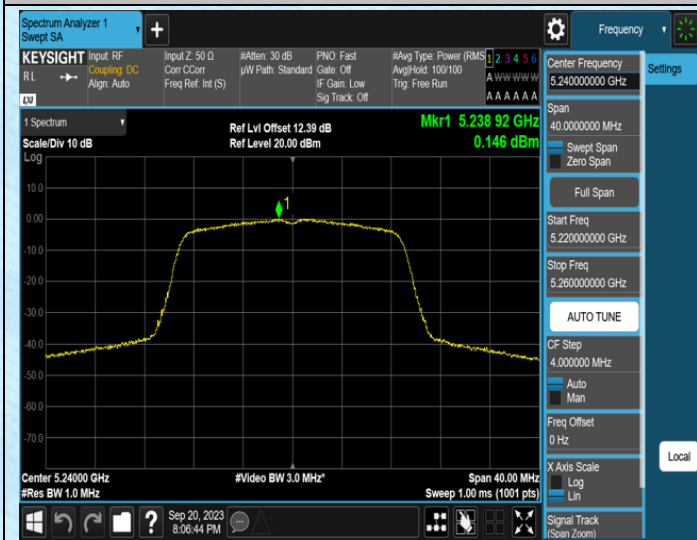 Spectrum Analyzer 1
Swept SA
+
Frequency
KEYSIGHT
RL
LXI
Input: RF
Coupling: DC
Align: Auto
Input Z: 50 Ω
Corr CCorr
Freq Ref: Int (S)
#Atten: 30 dB
µW Path: Standard
PNO: Fast
Gate: Off
IF Gain: Low
Sig Track: Off
#Avg Type: Power (RMS
Avg|Hold: 100/100
Trig: Free Run
1 2 3 4 5 6
A W W W W W
A A A A A A
1 Spectrum
Scale/Div 10 dB
Log
Ref Lvl Offset 12.39 dB
Ref Level 20.00 dBm
Mkr1 5.238 92 GHz
0.146 dBm
10.0
0.00
-10.0
-20.0
-30.0
-40.0
-50.0
-60.0
-70.0
1
Center 5.24000 GHz
#Res BW 1.0 MHz
#Video BW 3.0 MHz*
Span 40.00 MHz
Sweep 1.00 ms (1001 pts)
?
Sep 20, 2023
8:06:44 PM
Center Frequency
5.240000000 GHz
Span
40.0000000 MHz
Swept Span
Zero Span
Full Span
Start Freq
5.220000000 GHz
Stop Freq
5.260000000 GHz
AUTO TUNE
CF Step
4.000000 MHz
Auto
Man
Freq Offset
0 Hz
X Axis Scale
Log
Lin
Signal Track
(Span Zoom)
Settings
Local